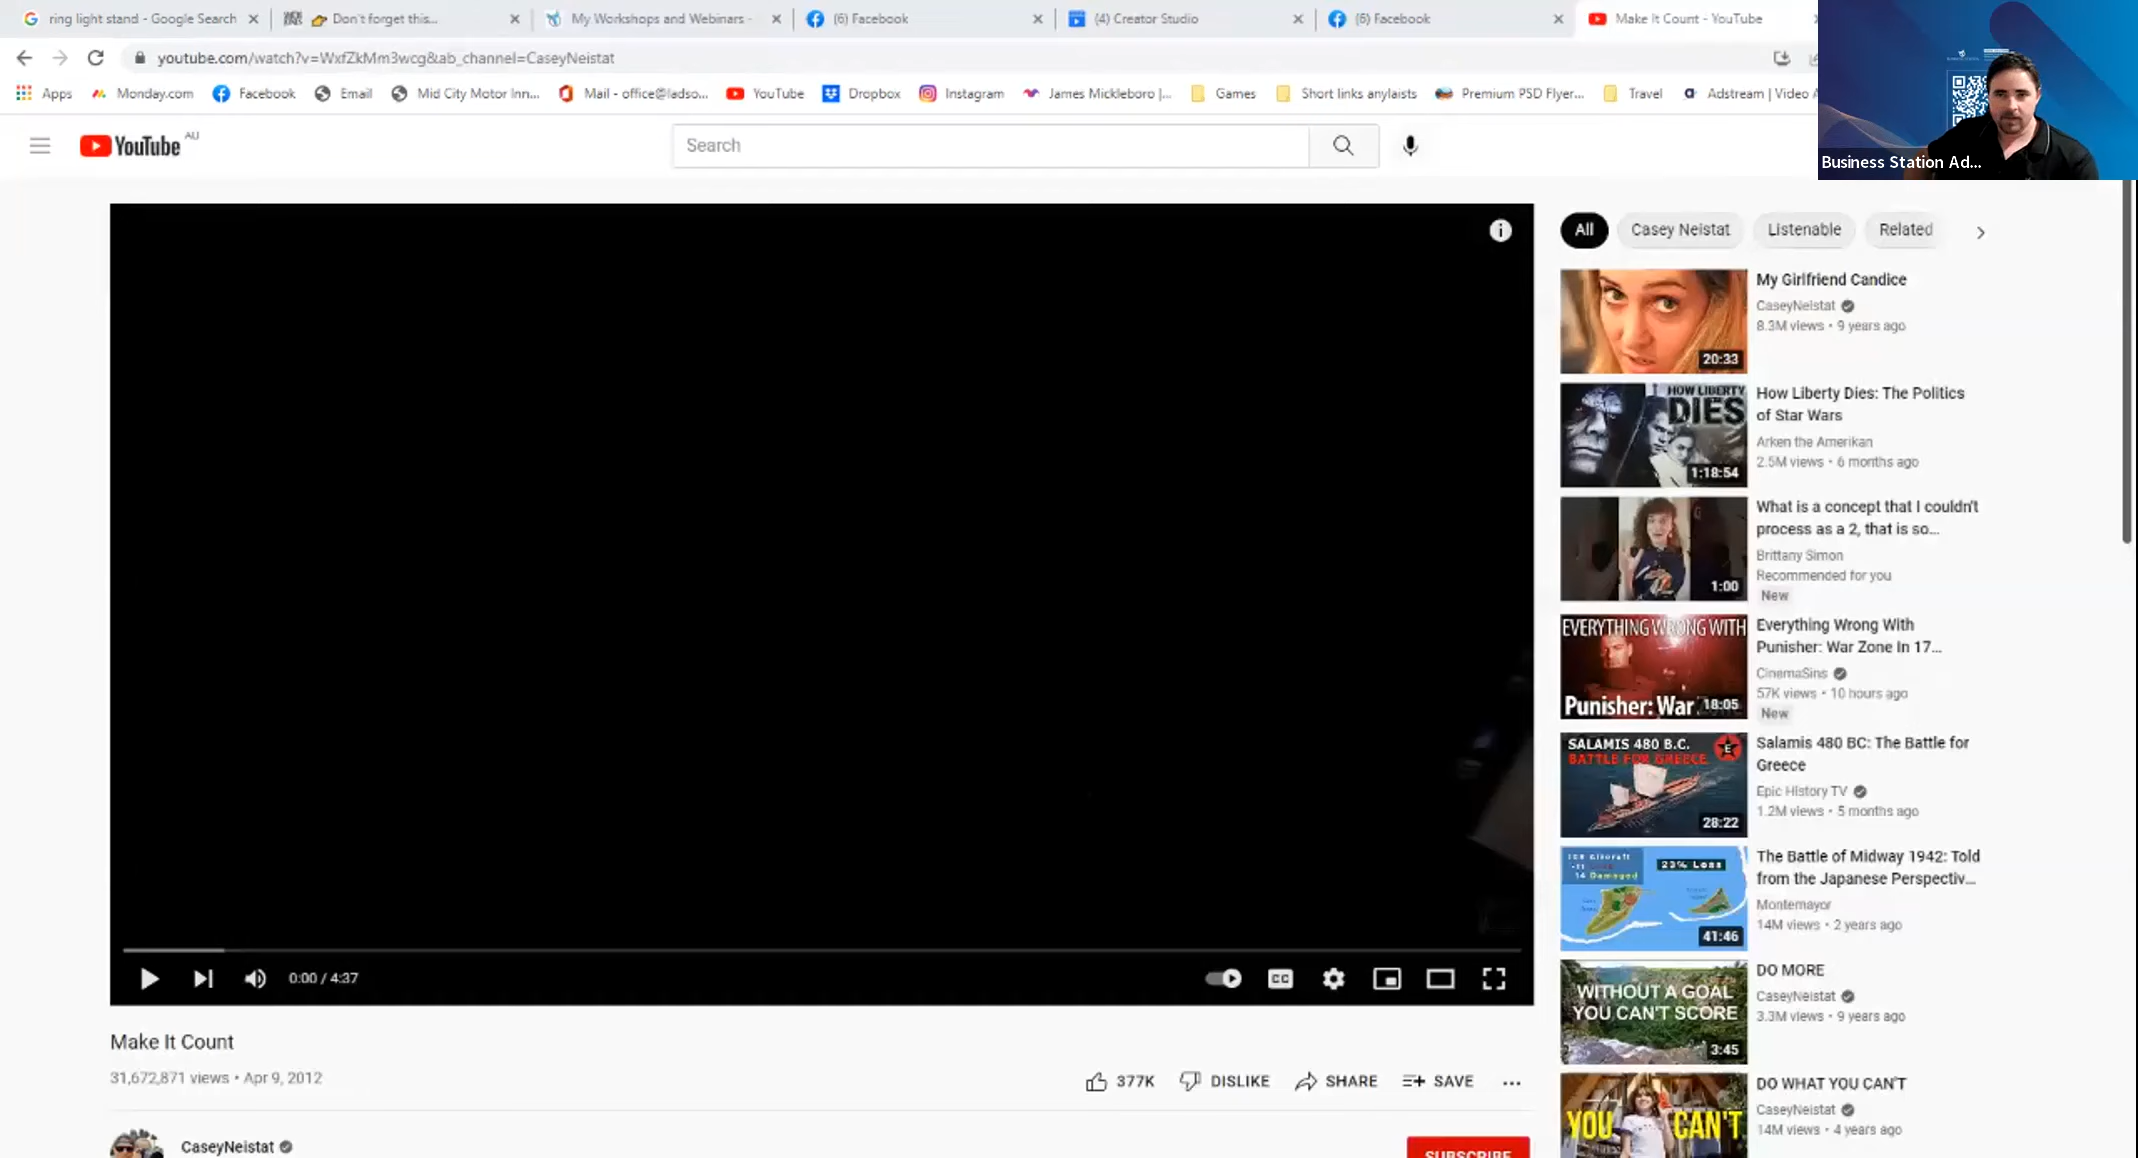 ring light stand - Google Search
Don't forget this...
My Workshops and Webinars -
(6) Facebook
(4) Creator Studio
(6) Facebook
Make It Count - YouTube
youtube.com/watch?v=WxfZkMm3wcg&ab_channel=CaseyNeistat
Apps
Monday.com
Facebook
Email
Mid City Motor Inn...
Mail - office@ladso...
YouTube
Dropbox
Instagram
James Mickleboro |...
Games
Short links anylaists
Premium PSD Flyer...
Travel
Adstream | Video A
Business Station Ad...
YouTube AU
Search
All
Casey Neistat
Listenable
Related
My Girlfriend Candice
CaseyNeistat
8.3M views • 9 years ago
20:33
HOW LIBERTY
DIES
1:18:54
How Liberty Dies: The Politics
of Star Wars
Arken the Amerikan
2.5M views • 6 months ago
What is a concept that I couldn't
process as a 2, that is so...
Brittany Simon
Recommended for you
New
1:00
EVERYTHING WRONG WITH
Punisher: War
18:05
Everything Wrong With
Punisher: War Zone In 17...
CinemaSins
57K views • 10 hours ago
New
SALAMIS 480 B.C.
BATTLE FOR GREECE
E
28:22
Salamis 480 BC: The Battle for
Greece
Epic History TV
1.2M views • 5 months ago
23% Loss
14 Damaged
41:46
The Battle of Midway 1942: Told
from the Japanese Perspectiv...
Montemayor
14M views • 2 years ago
WITHOUT A GOAL
YOU CAN'T SCORE
3:45
DO MORE
CaseyNeistat
3.3M views • 9 years ago
YOU CAN'T
DO WHAT YOU CAN'T
CaseyNeistat
14M views • 4 years ago
0:00 / 4:37
CC
Make It Count
31,672,871 views • Apr 9, 2012
377K
DISLIKE
SHARE
SAVE
CaseyNeistat
SUBSCRIBE